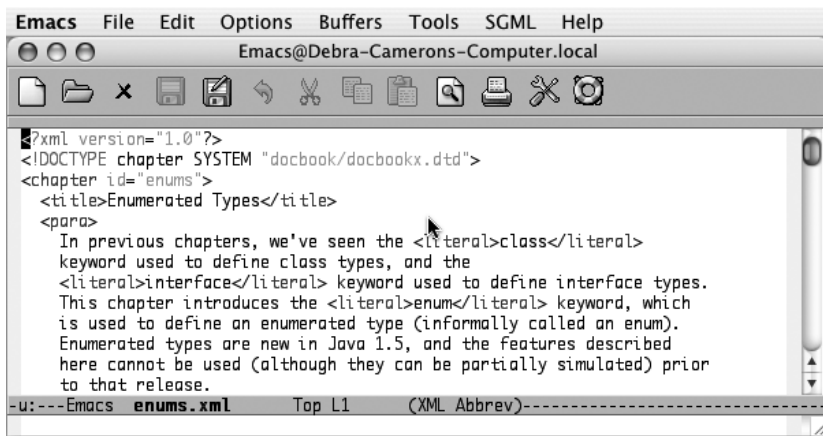 Emacs File Edit Options Buffers Tools SGML Help
Emacs@Debra-Camerons-Computer.local
<?xml version="1.0"?>
<!DOCTYPE chapter SYSTEM "docbook/docbookx.dtd">
<chapter id="enums">
<title>Enumerated Types</title>
<para>
In previous chapters, we've seen the <literal>class</literal>
keyword used to define class types, and the
<literal>interface</literal> keyword used to define interface types.
This chapter introduces the <literal>enum</literal> keyword, which
is used to define an enumerated type (informally called an enum).
Enumerated types are new in Java 1.5, and the features described
here cannot be used (although they can be partially simulated) prior
to that release.
-u:---Emacs enums.xml Top L1 (XML Abbrev)--------------------------------